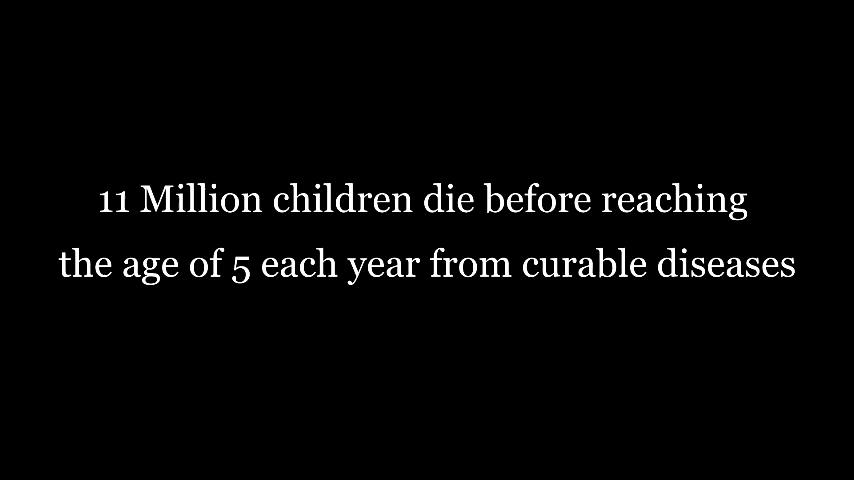 11 Million children die before reaching
the age of 5 each year from curable diseases